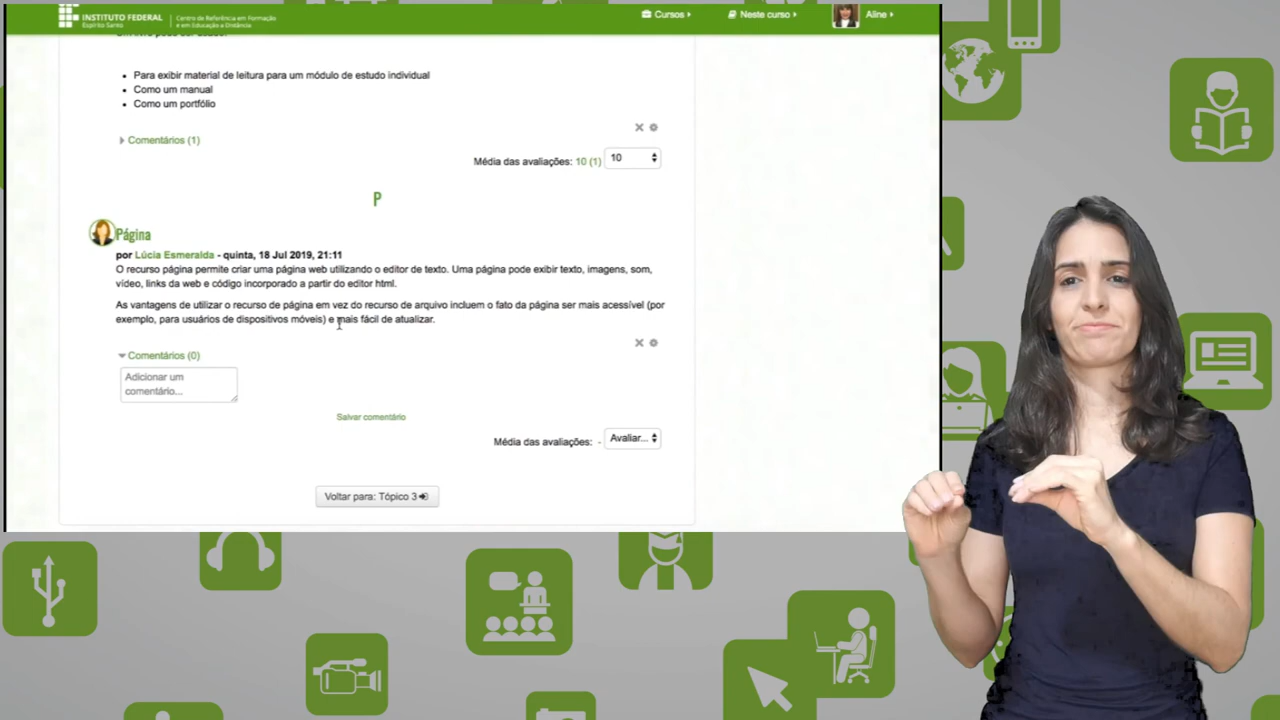 INSTITUTO FEDERAL
Espírito Santo
Centro de Referência em Formação
e em Educação a Distância
Cursos
Neste curso
Aline
Para exibir material de leitura para um módulo de estudo individual
Como um manual
Como um portfólio
Comentários (1)
Média das avaliações: 10 (1) 10
P
Página
por Lúcia Esmeralda - quinta, 18 Jul 2019, 21:11
O recurso página permite criar uma página web utilizando o editor de texto. Uma página pode exibir texto, imagens, som,
vídeo, links da web e código incorporado a partir do editor html.
As vantagens de utilizar o recurso de página em vez do recurso de arquivo incluem o fato da página ser mais acessível (por
exemplo, para usuários de dispositivos móveis) e mais fácil de atualizar.
Comentários (0)
Adicionar um
comentário...
Salvar comentário
Média das avaliações: - Avaliar...
Voltar para: Tópico 3